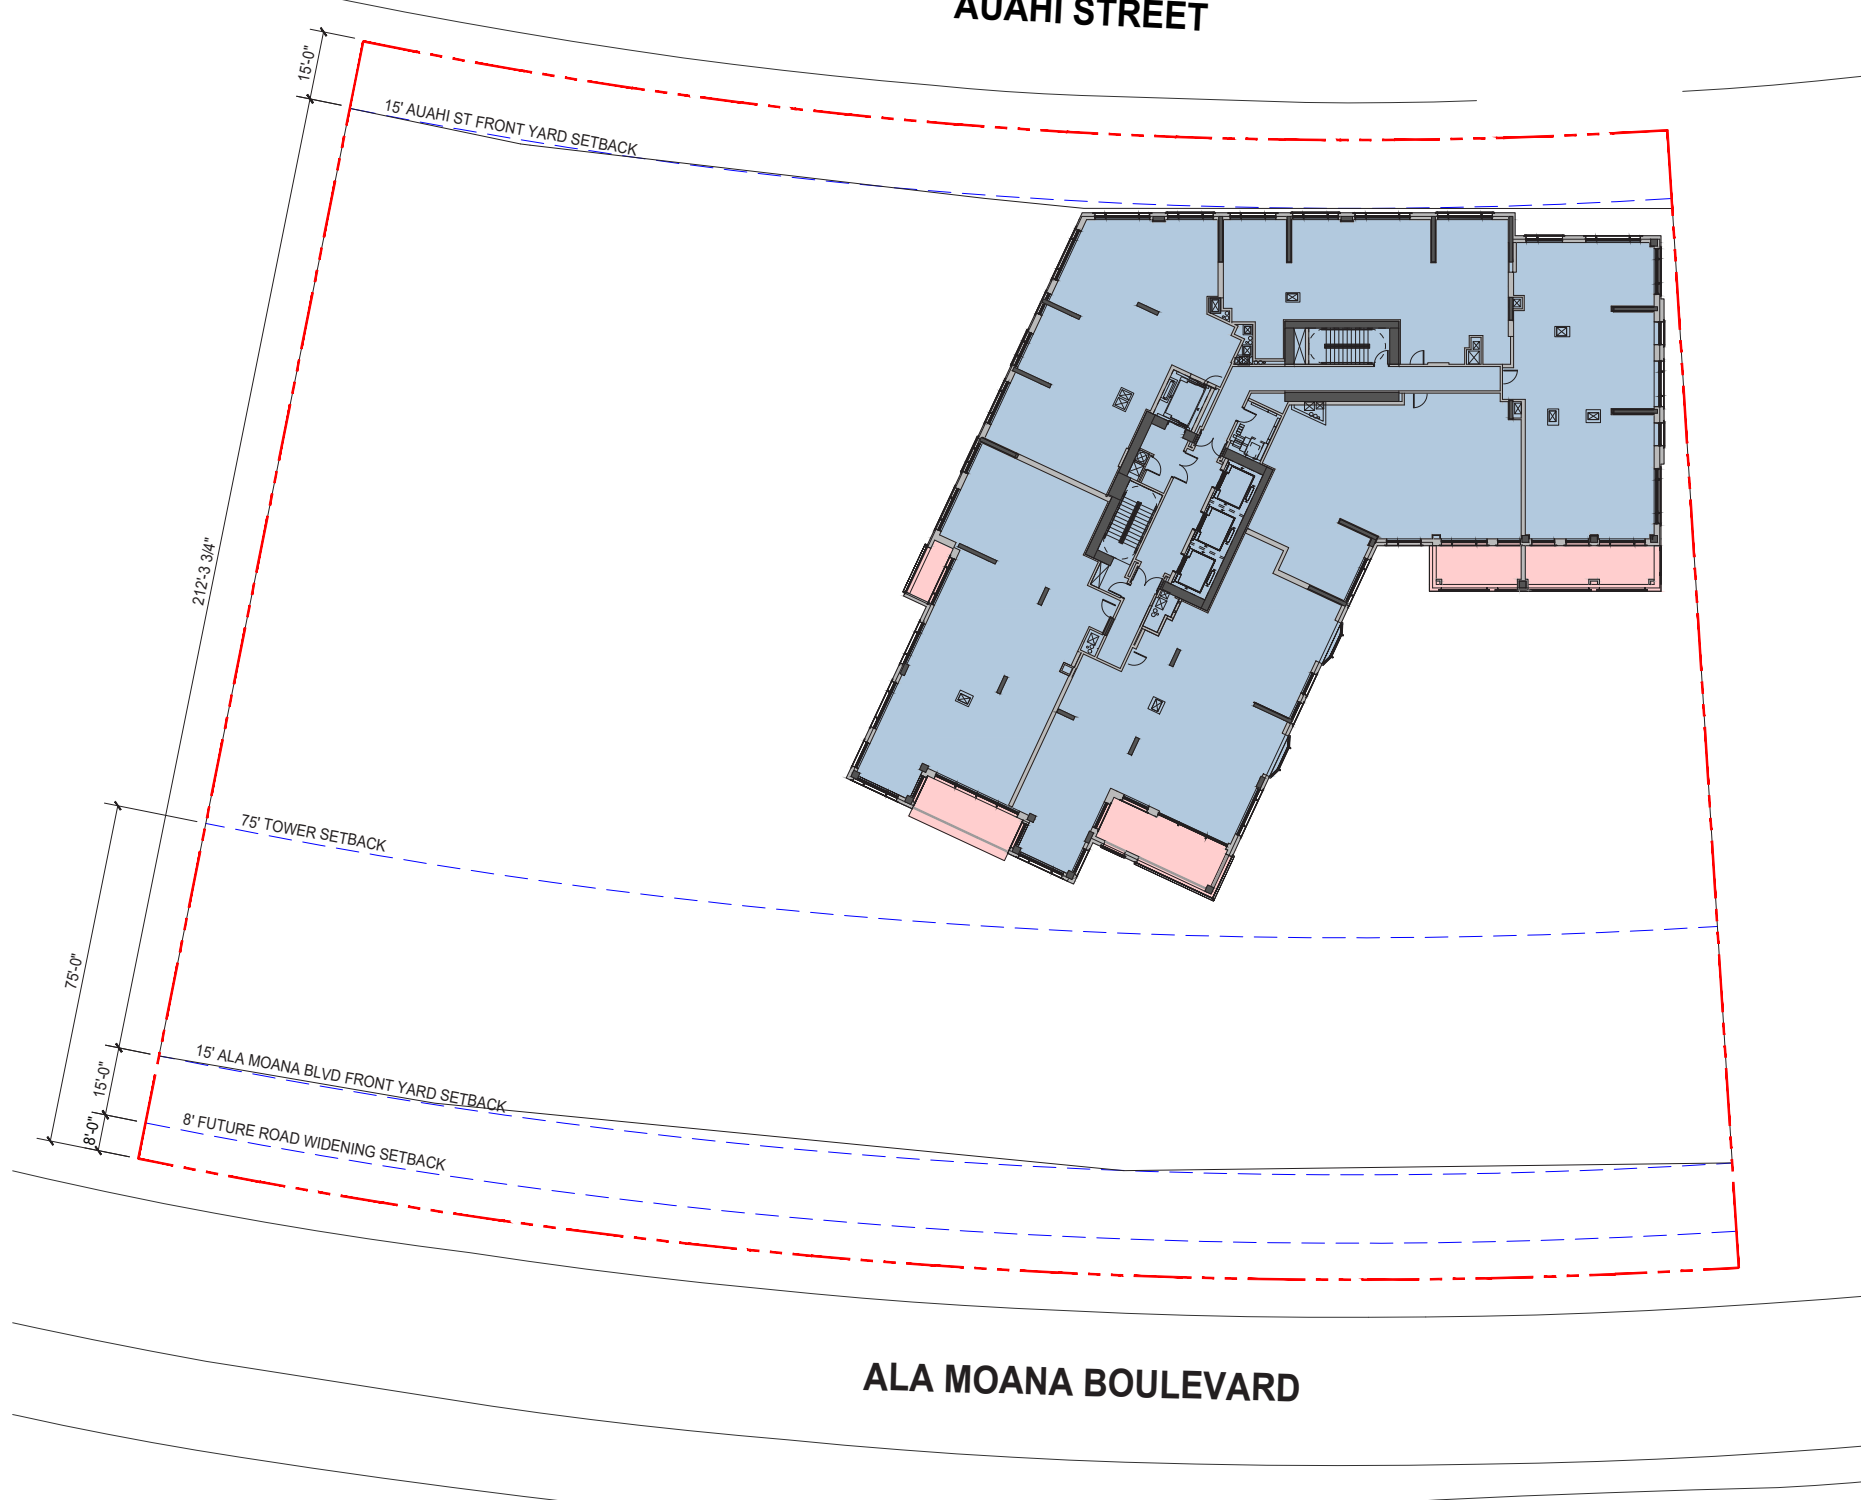 AUAHI STREET
15'-0"
15' AUAHI ST FRONT YARD SETBACK
212'-3 3/4"
75' TOWER SETBACK
75'-0"
15' ALA MOANA BLVD FRONT YARD SETBACK
15'-0"
8' FUTURE ROAD WIDENING SETBACK
8'-0"
ALA MOANA BOULEVARD